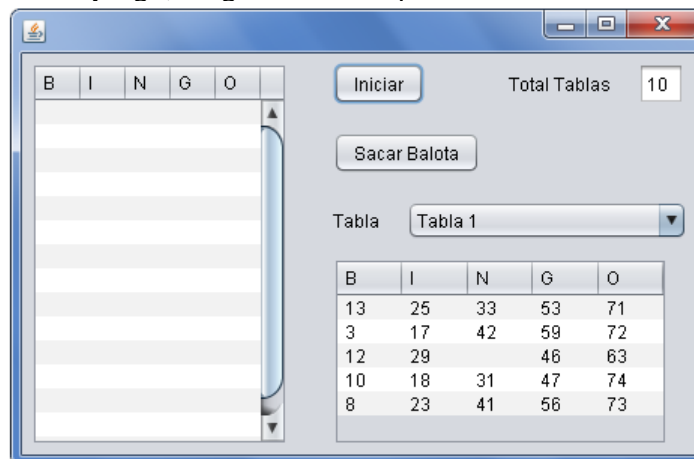 B I N G O
Iniciar Total Tablas 10
Sacar Balota
Tabla Tabla 1
B I N G O
13 25 33 53 71
3 17 42 59 72
12 29 46 63
10 18 31 47 74
8 23 41 56 73